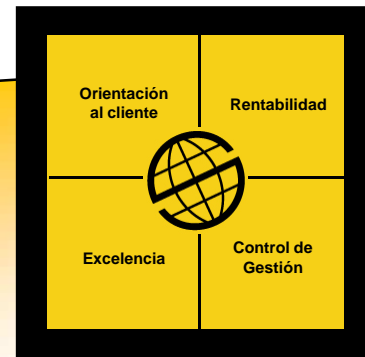 Orientación
al cliente
Rentabilidad
Excelencia
Control de
Gestión